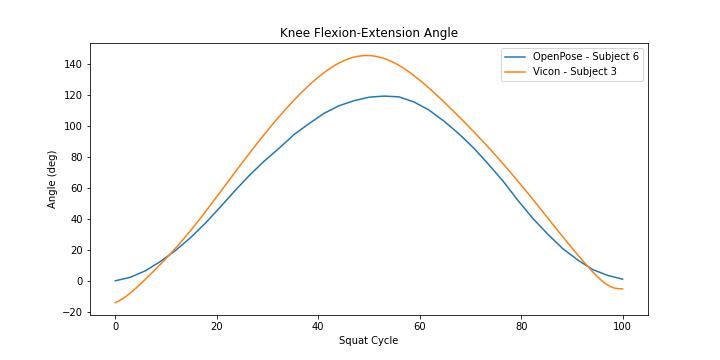 Knee Flexion-Extension Angle
OpenPose - Subject 6
Vicon - Subject 3
Angle (deg)
140
120
100
80
60
40
20
0
−20
0 20 40 60 80 100
Squat Cycle